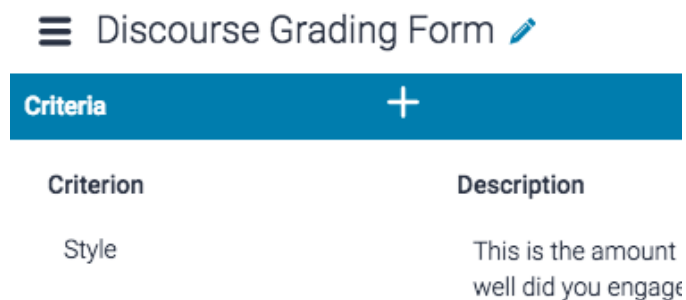 Discourse Grading Form
Criteria
Criterion Description
Style This is the amount
well did you engage